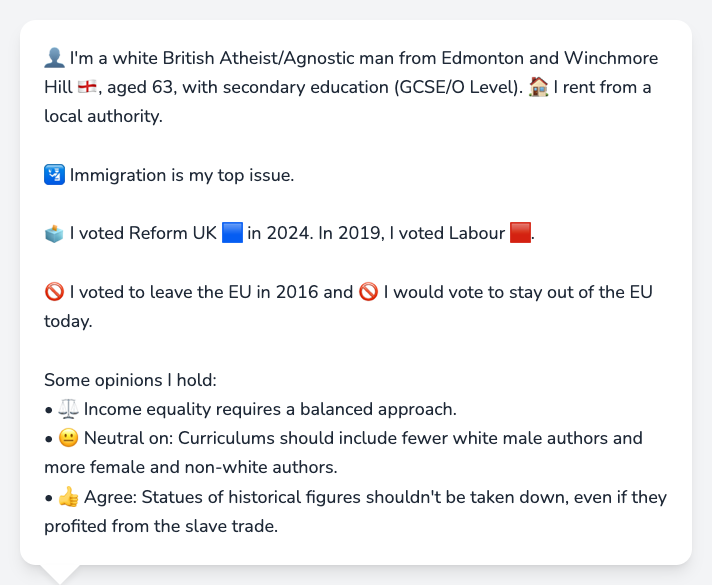 👤 I'm a white British Atheist/Agnostic man from Edmonton and Winchmore
Hill 🏴󠁧󠁢󠁥󠁮󠁧󠁿, aged 63, with secondary education (GCSE/O Level). 🏠 I rent from a
local authority.
🛂 Immigration is my top issue.
🗳️ I voted Reform UK 🟦 in 2024. In 2019, I voted Labour 🟥.
🚫 I voted to leave the EU in 2016 and 🚫 I would vote to stay out of the EU
today.
Some opinions I hold:
• ⚖️ Income equality requires a balanced approach.
• 😐 Neutral on: Curriculums should include fewer white male authors and
more female and non-white authors.
• 👍 Agree: Statues of historical figures shouldn't be taken down, even if they
profited from the slave trade.